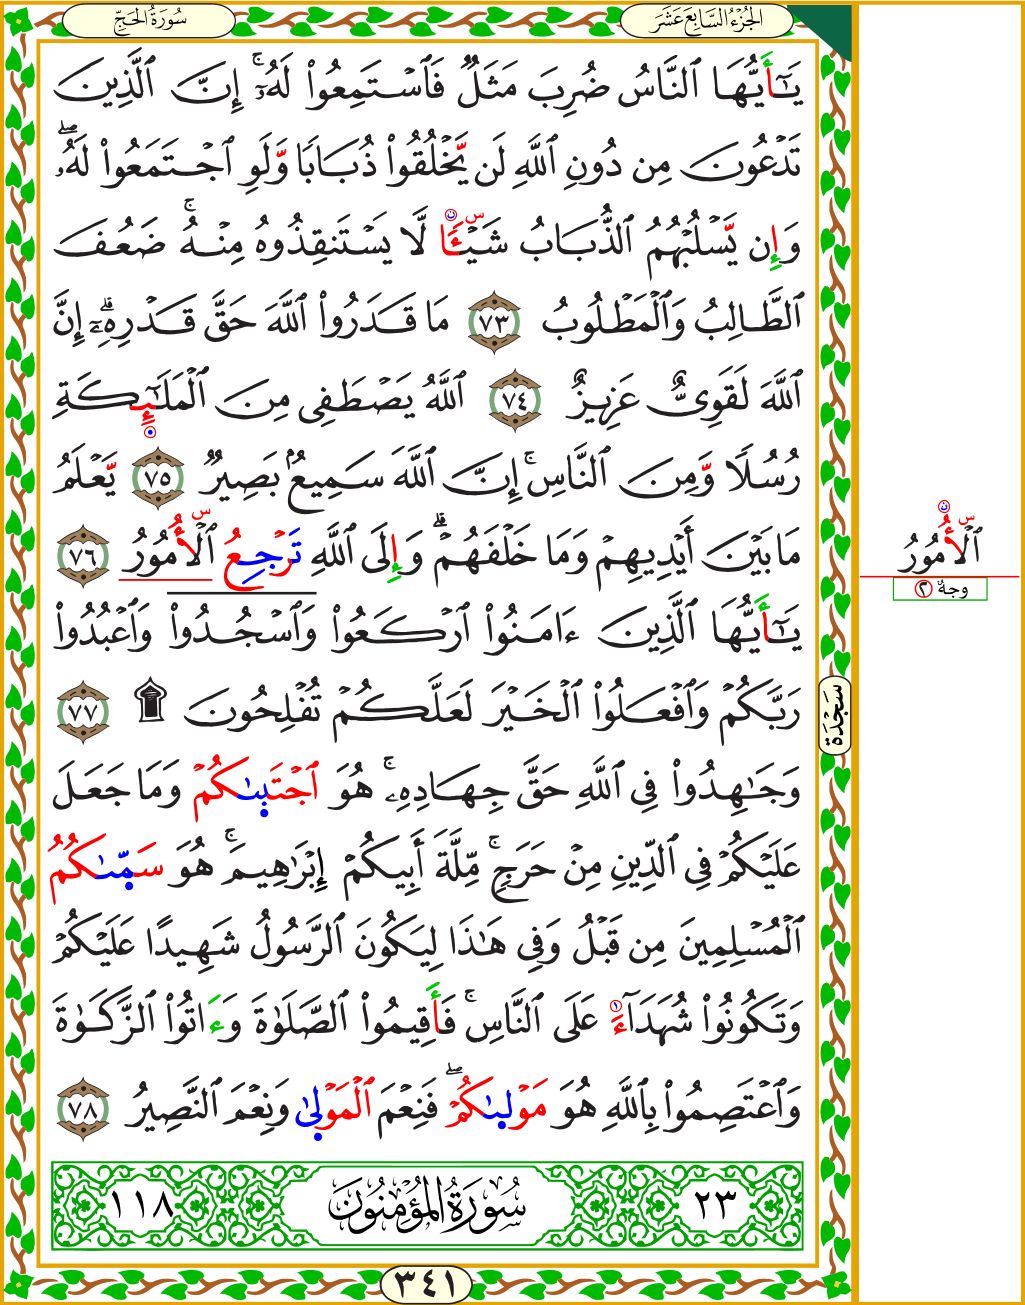 سُورَةُ الحَجِّ
الجُزْءُ السَّابِعَ عَشَرَ
يَـٰٓأَيُّهَا ٱلنَّاسُ ضُرِبَ مَثَلٌ فَٱسْتَمِعُوا۟ لَهُۥٓ ۚ إِنَّ ٱلَّذِينَ
تَدْعُونَ مِن دُونِ ٱللَّهِ لَن يَّخْلُقُوا۟ ذُبَابًا وَّلَوِ ٱجْتَمَعُوا۟ لَهُۥ ۖ
وَإِن يَّسْلُبْهُمُ ٱلذُّبَابُ شَيْـًٔا لَّا يَسْتَنقِذُوهُ مِنْهُ ۚ ضَعُفَ
ٱلطَّالِبُ وَٱلْمَطْلُوبُ ٧٣ مَا قَدَرُوا۟ ٱللَّهَ حَقَّ قَدْرِهِۦٓ ۗ إِنَّ
ٱللَّهَ لَقَوِىٌّ عَزِيزٌ ٧٤ ٱللَّهُ يَصْطَفِى مِنَ ٱلْمَلَـٰٓئِكَةِ
رُسُلًا وَّمِنَ ٱلنَّاسِ ۚ إِنَّ ٱللَّهَ سَمِيعٌۢ بَصِيرٌ ٧٥ يَّعْلَمُ
مَا بَيْنَ أَيْدِيهِمْ وَمَا خَلْفَهُمْ ۗ وَإِلَى ٱللَّهِ تَرْجِعُ ٱلْأُمُورُ ٧٦
يَـٰٓأَيُّهَا ٱلَّذِينَ ءَامَنُوا۟ ٱرْكَعُوا۟ وَٱسْجُدُوا۟ وَٱعْبُدُوا۟
رَبَّكُمْ وَٱفْعَلُوا۟ ٱلْخَيْرَ لَعَلَّكُمْ تُفْلِحُونَ ۩ ٧٧
وَجَـٰهِدُوا۟ فِى ٱللَّهِ حَقَّ جِهَادِهِۦ ۚ هُوَ ٱجْتَبَىٰكُمْ وَمَا جَعَلَ
عَلَيْكُمْ فِى ٱلدِّينِ مِنْ حَرَجٍ ۚ مِّلَّةَ أَبِيكُمْ إِبْرَٰهِيمَ ۚ هُوَ سَمَّىٰكُمُ
ٱلْمُسْلِمِينَ مِن قَبْلُ وَفِى هَـٰذَا لِيَكُونَ ٱلرَّسُولُ شَهِيدًا عَلَيْكُمْ
وَتَكُونُوا۟ شُهَدَآءَ عَلَى ٱلنَّاسِ ۚ فَأَقِيمُوا۟ ٱلصَّلَوٰةَ وَءَاتُوا۟ ٱلزَّكَوٰةَ
وَٱعْتَصِمُوا۟ بِٱللَّهِ هُوَ مَوْلَىٰكُمْ ۖ فَنِعْمَ ٱلْمَوْلَىٰ وَنِعْمَ ٱلنَّصِيرُ ٧٨
٢٣ سُورَةُ المُؤْمِنُونَ ١١٨
٣٤١
ٱلْأُمُورُ
وجهٌ ٢
سَجْدَة